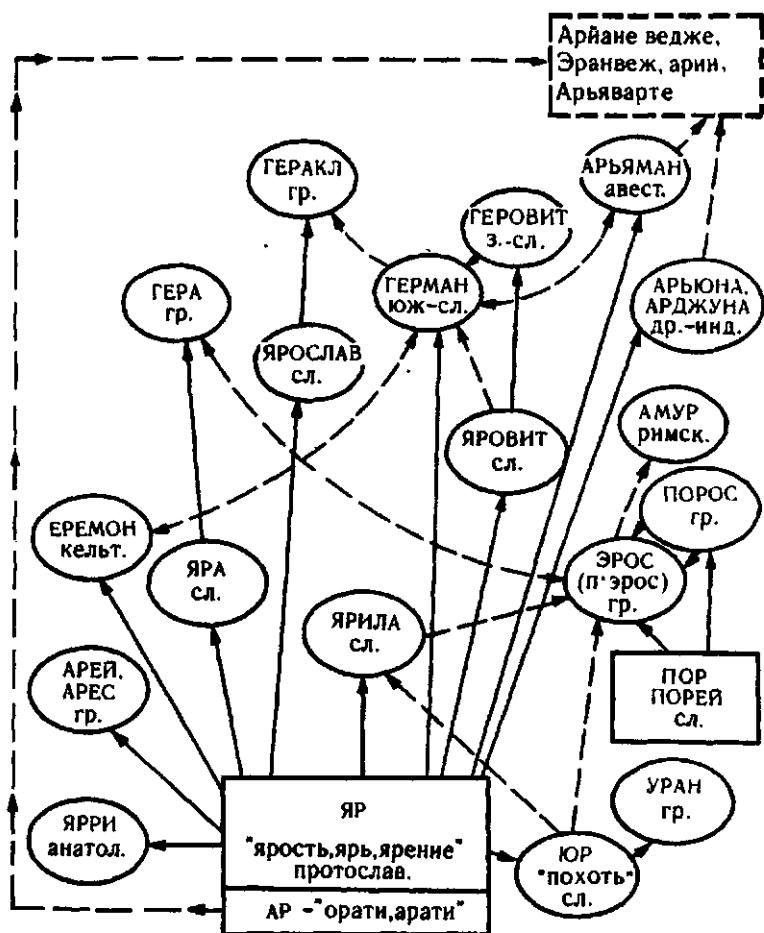 Арйане ведже,
Эранвеж, арии,
Арьяварте
ГЕРАКЛ
гр.
АРЬЯМАН
авест.
ГЕРОВИТ
з.-сл.
ГЕРМАН
юж-сл.
ГЕРА
гр.
АРЬЮНА,
АРДЖУНА
др.-инд.
ЯРОСЛАВ
сл.
АМУР
римск.
ЯРОВИТ
сл.
ПОРОС
гр.
ЕРЕМОН
кельт.
ЯРА
сл.
ЭРОС
(п'эрос)
гр.
ЯРИЛА
сл.
АРЕЙ,
АРЕС
гр.
ПОР
ПОРЕЙ
сл.
УРАН
гр.
ЯРРИ
анатол.
ЯР
"ярость,ярь,ярение"
протослав.
ЮР
"похоть"
сл.
АР -"орати,арати"